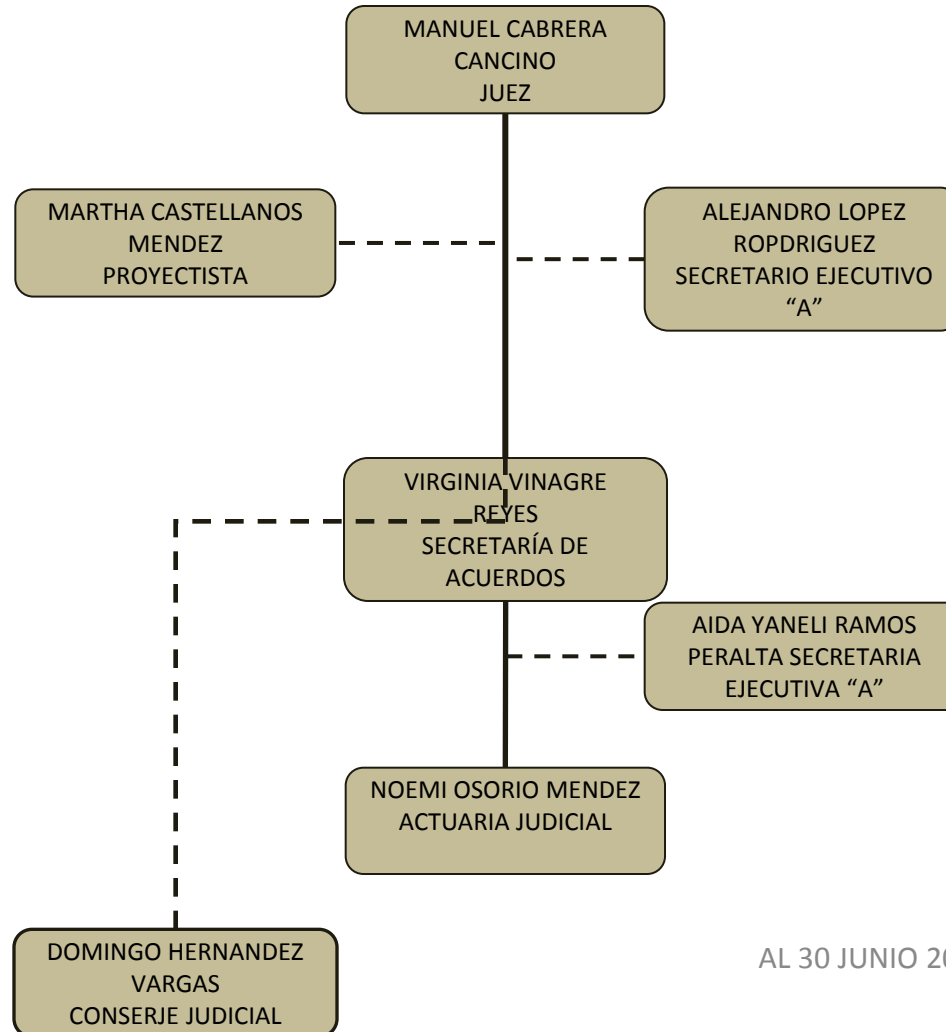 MANUEL CABRERA
CANCINO
JUEZ
MARTHA CASTELLANOS
MENDEZ
PROYECTISTA
ALEJANDRO LOPEZ
ROPDRIGUEZ
SECRETARIO EJECUTIVO
“A”
VIRGINIA VINAGRE
REYES
SECRETARÍA DE
ACUERDOS
AIDA YANELI RAMOS
PERALTA SECRETARIA
EJECUTIVA “A”
NOEMI OSORIO MENDEZ
ACTUARIA JUDICIAL
DOMINGO HERNANDEZ
VARGAS
CONSERJE JUDICIAL
AL 30 JUNIO